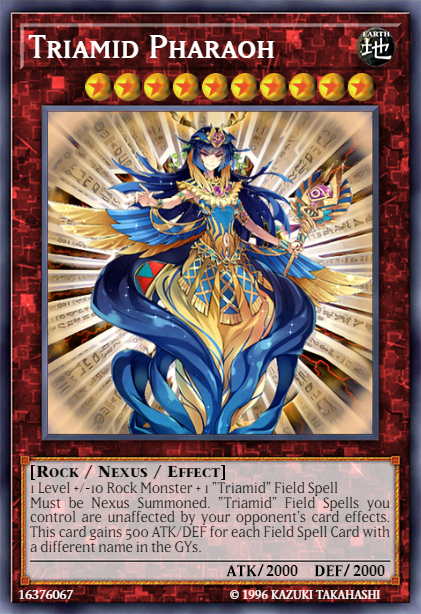 TRIAMID PHARAOH
EARTH
地
[ROCK / NEXUS / EFFECT]
1 Level +/-10 Rock Monster + 1 "Triamid" Field Spell
Must be Nexus Summoned. "Triamid" Field Spells you
control are unaffected by your opponent's card effects.
This card gains 500 ATK/DEF for each Field Spell Card with
a different name in the GYs.
ATK/2000 DEF/2000
16376067 © 1996 KAZUKI TAKAHASHI